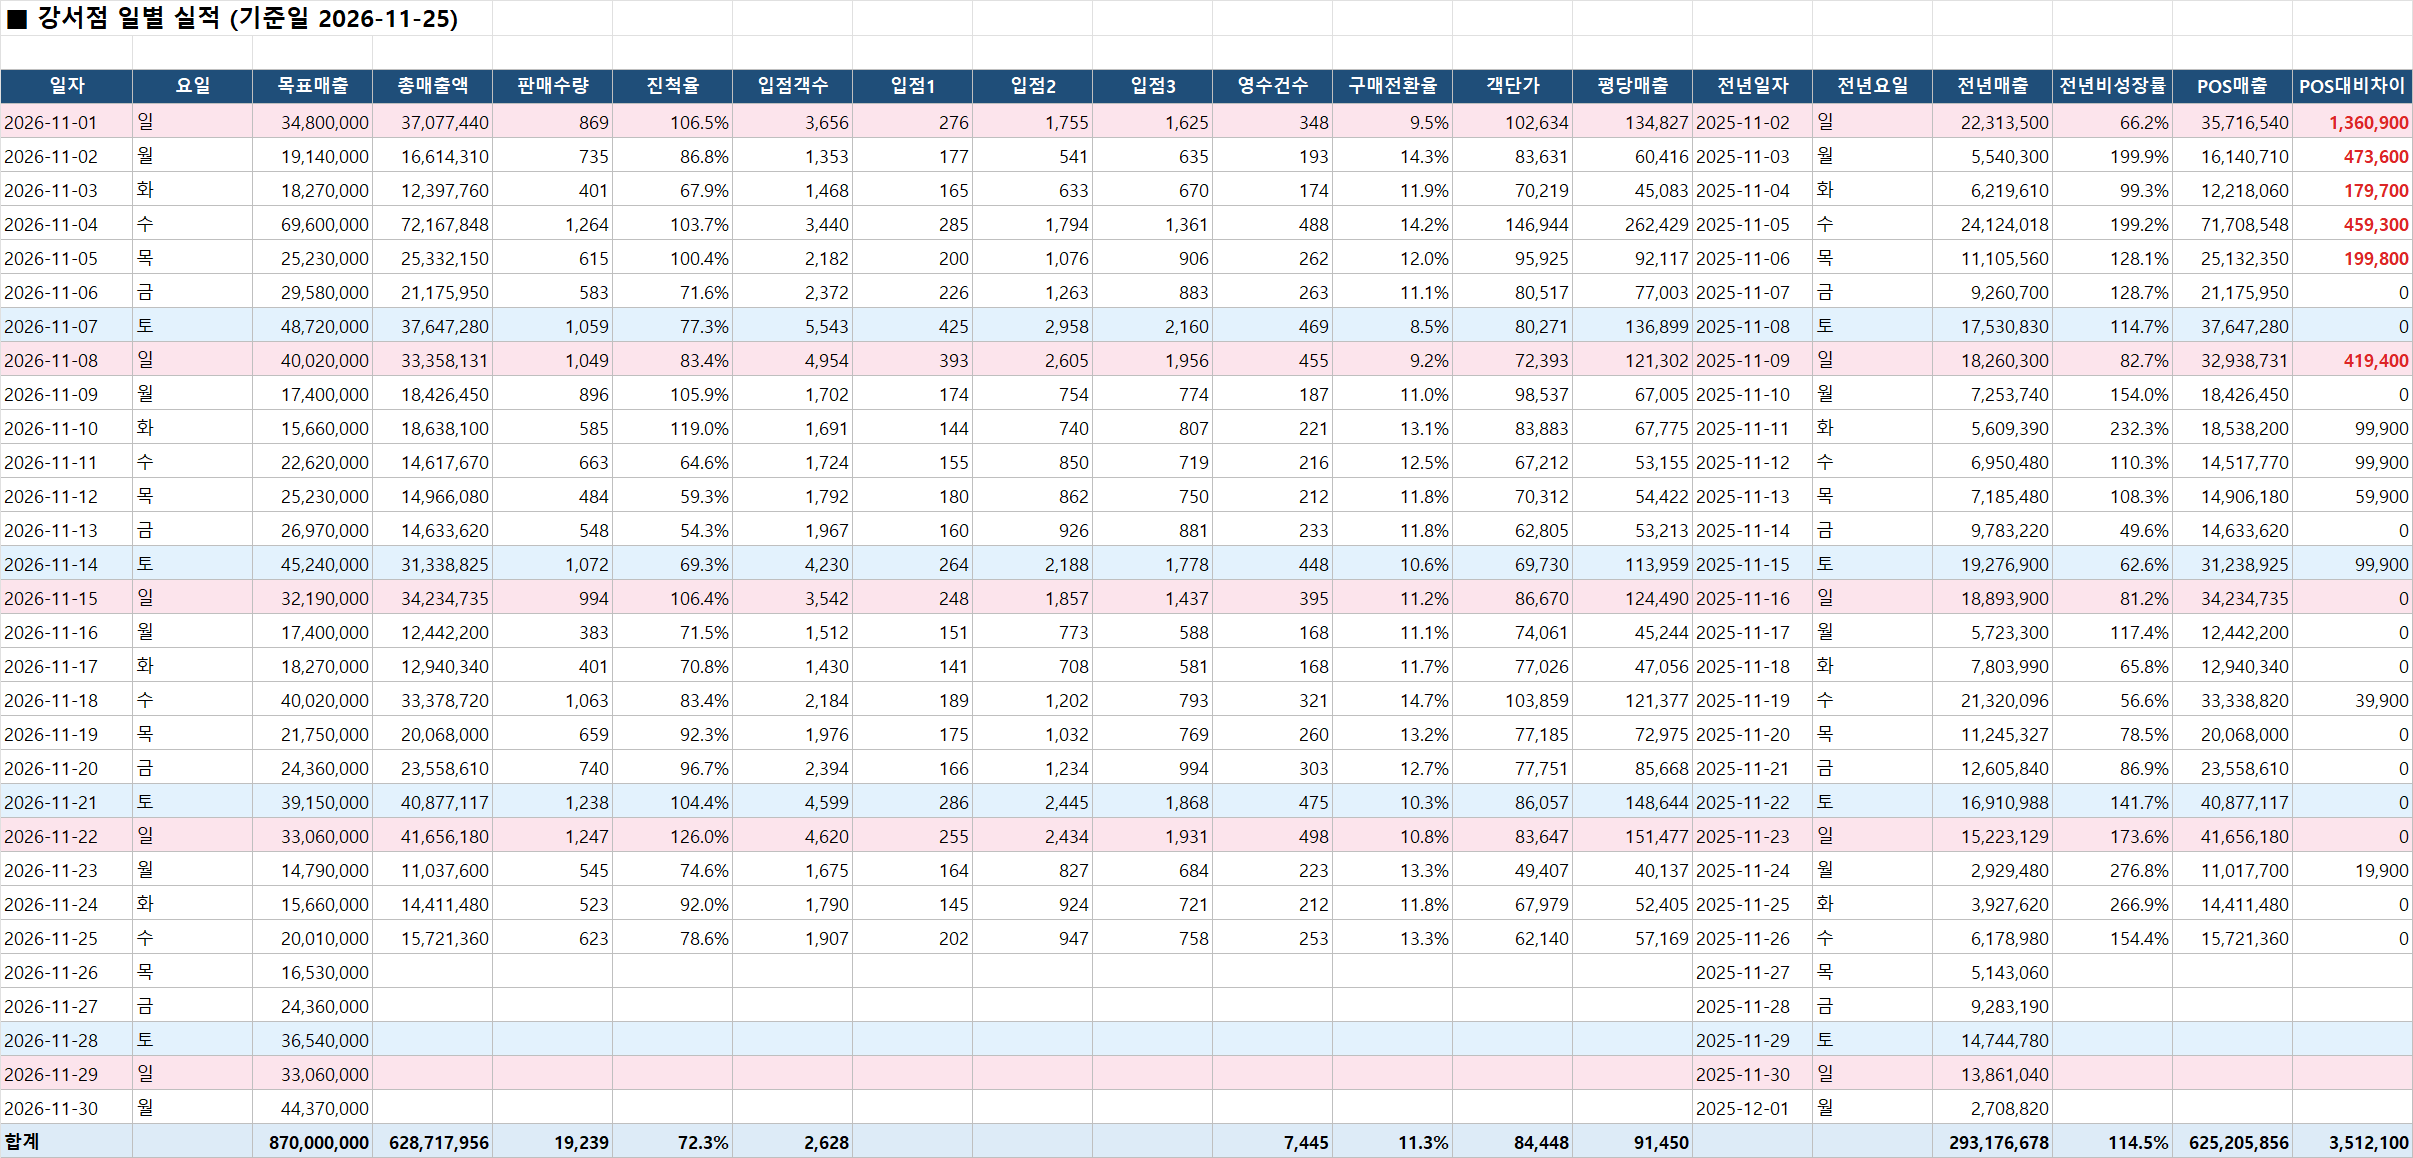 ■ 강서점 일별 실적 (기준일 2026-11-25)
일자 요일 목표매출 총매출액 판매수량 진척율 입점객수 입점1 입점2 입점3 영수건수 구매전환율 객단가 평당매출 전년일자 전년요일 전년매출 전년비성장률 POS매출 POS대비차이
2026-11-01 일 34,800,000 37,077,440 869 106.5% 3,656 276 1,755 1,625 348 9.5% 102,634 134,827 2025-11-02 일 22,313,500 66.2% 35,716,540 1,360,900
2026-11-02 월 19,140,000 16,614,310 735 86.8% 1,353 177 541 635 193 14.3% 83,631 60,416 2025-11-03 월 5,540,300 199.9% 16,140,710 473,600
2026-11-03 화 18,270,000 12,397,760 401 67.9% 1,468 165 633 670 174 11.9% 70,219 45,083 2025-11-04 화 6,219,610 99.3% 12,218,060 179,700
2026-11-04 수 69,600,000 72,167,848 1,264 103.7% 3,440 285 1,794 1,361 488 14.2% 146,944 262,429 2025-11-05 수 24,124,018 199.2% 71,708,548 459,300
2026-11-05 목 25,230,000 25,332,150 615 100.4% 2,182 200 1,076 906 262 12.0% 95,925 92,117 2025-11-06 목 11,105,560 128.1% 25,132,350 199,800
2026-11-06 금 29,580,000 21,175,950 583 71.6% 2,372 226 1,263 883 263 11.1% 80,517 77,003 2025-11-07 금 9,260,700 128.7% 21,175,950 0
2026-11-07 토 48,720,000 37,647,280 1,059 77.3% 5,543 425 2,958 2,160 469 8.5% 80,271 136,899 2025-11-08 토 17,530,830 114.7% 37,647,280 0
2026-11-08 일 40,020,000 33,358,131 1,049 83.4% 4,954 393 2,605 1,956 455 9.2% 72,393 121,302 2025-11-09 일 18,260,300 82.7% 32,938,731 419,400
2026-11-09 월 17,400,000 18,426,450 896 105.9% 1,702 174 754 774 187 11.0% 98,537 67,005 2025-11-10 월 7,253,740 154.0% 18,426,450 0
2026-11-10 화 15,660,000 18,638,100 585 119.0% 1,691 144 740 807 221 13.1% 83,883 67,775 2025-11-11 화 5,609,390 232.3% 18,538,200 99,900
2026-11-11 수 22,620,000 14,617,670 663 64.6% 1,724 155 850 719 216 12.5% 67,212 53,155 2025-11-12 수 6,950,480 110.3% 14,517,770 99,900
2026-11-12 목 25,230,000 14,966,080 484 59.3% 1,792 180 862 750 212 11.8% 70,312 54,422 2025-11-13 목 7,185,480 108.3% 14,906,180 59,900
2026-11-13 금 26,970,000 14,633,620 548 54.3% 1,967 160 926 881 233 11.8% 62,805 53,213 2025-11-14 금 9,783,220 49.6% 14,633,620 0
2026-11-14 토 45,240,000 31,338,825 1,072 69.3% 4,230 264 2,188 1,778 448 10.6% 69,730 113,959 2025-11-15 토 19,276,900 62.6% 31,238,925 99,900
2026-11-15 일 32,190,000 34,234,735 994 106.4% 3,542 248 1,857 1,437 395 11.2% 86,670 124,490 2025-11-16 일 18,893,900 81.2% 34,234,735 0
2026-11-16 월 17,400,000 12,442,200 383 71.5% 1,512 151 773 588 168 11.1% 74,061 45,244 2025-11-17 월 5,723,300 117.4% 12,442,200 0
2026-11-17 화 18,270,000 12,940,340 401 70.8% 1,430 141 708 581 168 11.7% 77,026 47,056 2025-11-18 화 7,803,990 65.8% 12,940,340 0
2026-11-18 수 40,020,000 33,378,720 1,063 83.4% 2,184 189 1,202 793 321 14.7% 103,859 121,377 2025-11-19 수 21,320,096 56.6% 33,338,820 39,900
2026-11-19 목 21,750,000 20,068,000 659 92.3% 1,976 175 1,032 769 260 13.2% 77,185 72,975 2025-11-20 목 11,245,327 78.5% 20,068,000 0
2026-11-20 금 24,360,000 23,558,610 740 96.7% 2,394 166 1,234 994 303 12.7% 77,751 85,668 2025-11-21 금 12,605,840 86.9% 23,558,610 0
2026-11-21 토 39,150,000 40,877,117 1,238 104.4% 4,599 286 2,445 1,868 475 10.3% 86,057 148,644 2025-11-22 토 16,910,988 141.7% 40,877,117 0
2026-11-22 일 33,060,000 41,656,180 1,247 126.0% 4,620 255 2,434 1,931 498 10.8% 83,647 151,477 2025-11-23 일 15,223,129 173.6% 41,656,180 0
2026-11-23 월 14,790,000 11,037,600 545 74.6% 1,675 164 827 684 223 13.3% 49,407 40,137 2025-11-24 월 2,929,480 276.8% 11,017,700 19,900
2026-11-24 화 15,660,000 14,411,480 523 92.0% 1,790 145 924 721 212 11.8% 67,979 52,405 2025-11-25 화 3,927,620 266.9% 14,411,480 0
2026-11-25 수 20,010,000 15,721,360 623 78.6% 1,907 202 947 758 253 13.3% 62,140 57,169 2025-11-26 수 6,178,980 154.4% 15,721,360 0
2026-11-26 목 16,530,000 2025-11-27 목 5,143,060
2026-11-27 금 24,360,000 2025-11-28 금 9,283,190
2026-11-28 토 36,540,000 2025-11-29 토 14,744,780
2026-11-29 일 33,060,000 2025-11-30 일 13,861,040
2026-11-30 월 44,370,000 2025-12-01 월 2,708,820
합계 870,000,000 628,717,956 19,239 72.3% 2,628 7,445 11.3% 84,448 91,450 293,176,678 114.5% 625,205,856 3,512,100